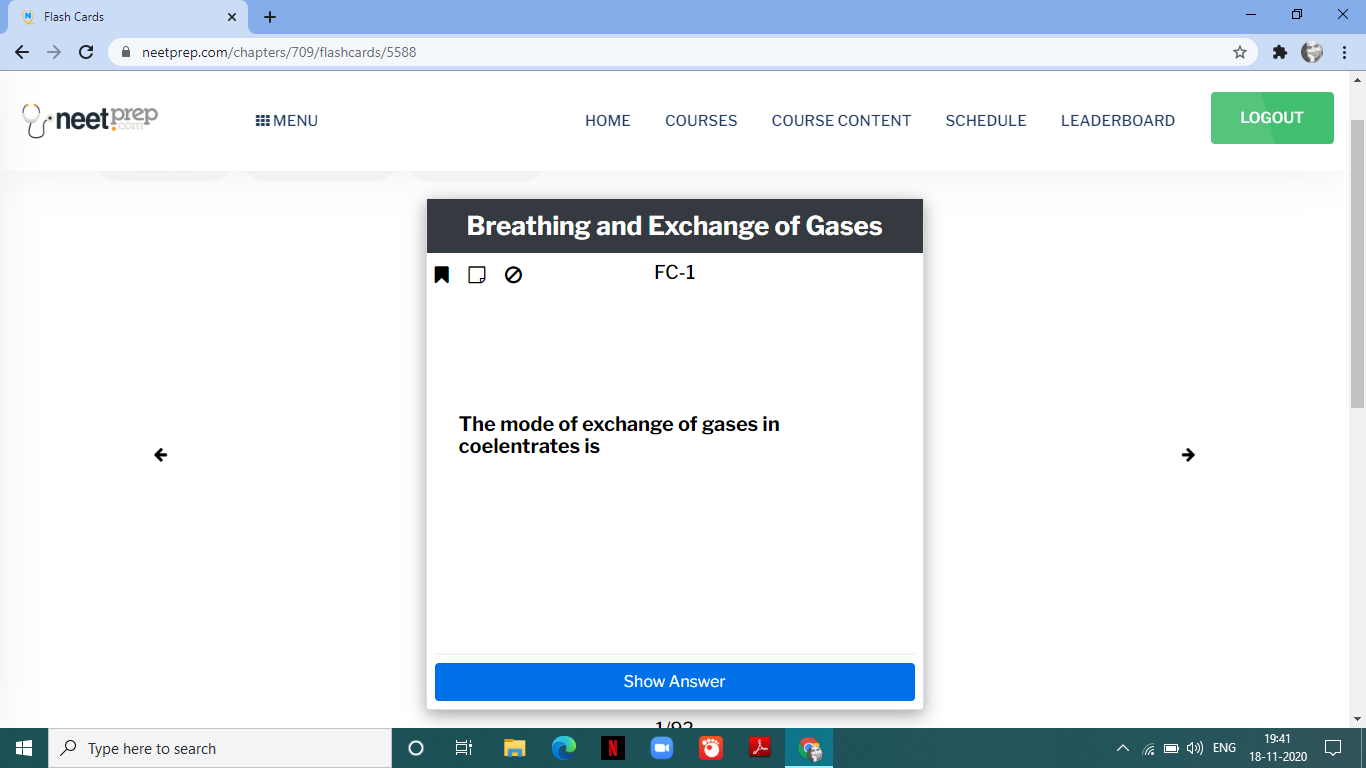 Flash Cards
neetprep.com/chapters/709/flashcards/5588
neetprep
.com
MENU
HOME
COURSES
COURSE CONTENT
SCHEDULE
LEADERBOARD
LOGOUT
Breathing and Exchange of Gases
FC-1
The mode of exchange of gases in
coelentrates is
Show Answer
Type here to search
ENG
19:41
18-11-2020